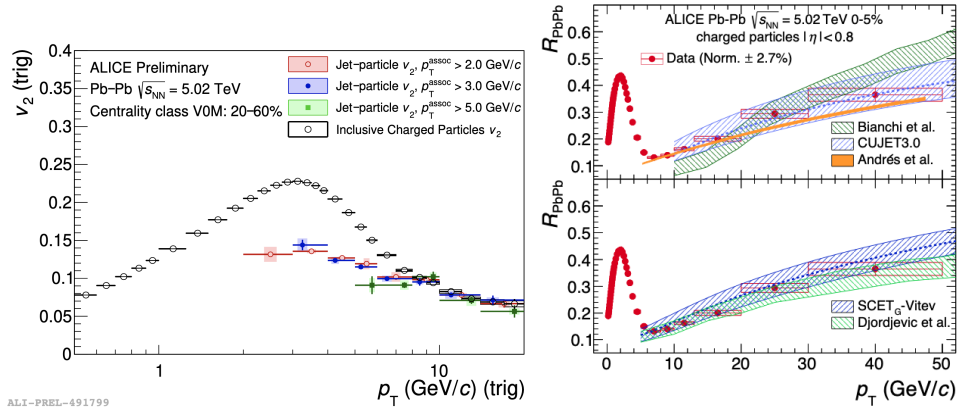 v₂ (trig)
0.4
0.35
0.3
0.25
0.2
0.15
0.1
0.05
0
ALICE Preliminary
Pb-Pb √sNN = 5.02 TeV
Centrality class V0M: 20-60%
Jet-particle v₂, pTassoc > 2.0 GeV/c
Jet-particle v₂, pTassoc > 3.0 GeV/c
Jet-particle v₂, pTassoc > 5.0 GeV/c
Inclusive Charged Particles v₂
1
10
pT (GeV/c) (trig)
ALI-PREL-491799
RPbPb
0.6
0.5
0.4
0.3
0.2
0.1
ALICE Pb-Pb √sNN = 5.02 TeV 0-5%
charged particles |η| < 0.8
Data (Norm. ± 2.7%)
Bianchi et al.
CUJET3.0
Andrés et al.
RPbPb
0.6
0.5
0.4
0.3
0.2
0.1
SCETG-Vitev
Djordjevic et al.
0
10
20
30
40
50
pT (GeV/c)